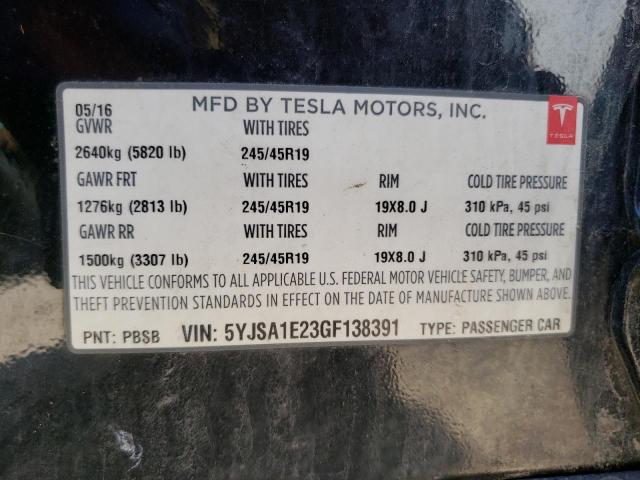 05/16 MFD BY TESLA MOTORS, INC.
GVWR WITH TIRES
TESLA
2640kg (5820 lb) 245/45R19
GAWR FRT WITH TIRES RIM COLD TIRE PRESSURE
1276kg (2813 lb) 245/45R19 19X8.0 J 310 kPa, 45 psi
GAWR RR WITH TIRES RIM COLD TIRE PRESSURE
1500kg (3307 lb) 245/45R19 19X8.0 J 310 kPa, 45 psi
THIS VEHICLE CONFORMS TO ALL APPLICABLE U.S. FEDERAL MOTOR VEHICLE SAFETY, BUMPER, AND
THEFT PREVENTION STANDARDS IN EFFECT ON THE DATE OF MANUFACTURE SHOWN ABOVE.
PNT: PBSB VIN: 5YJSA1E23GF138391 TYPE: PASSENGER CAR